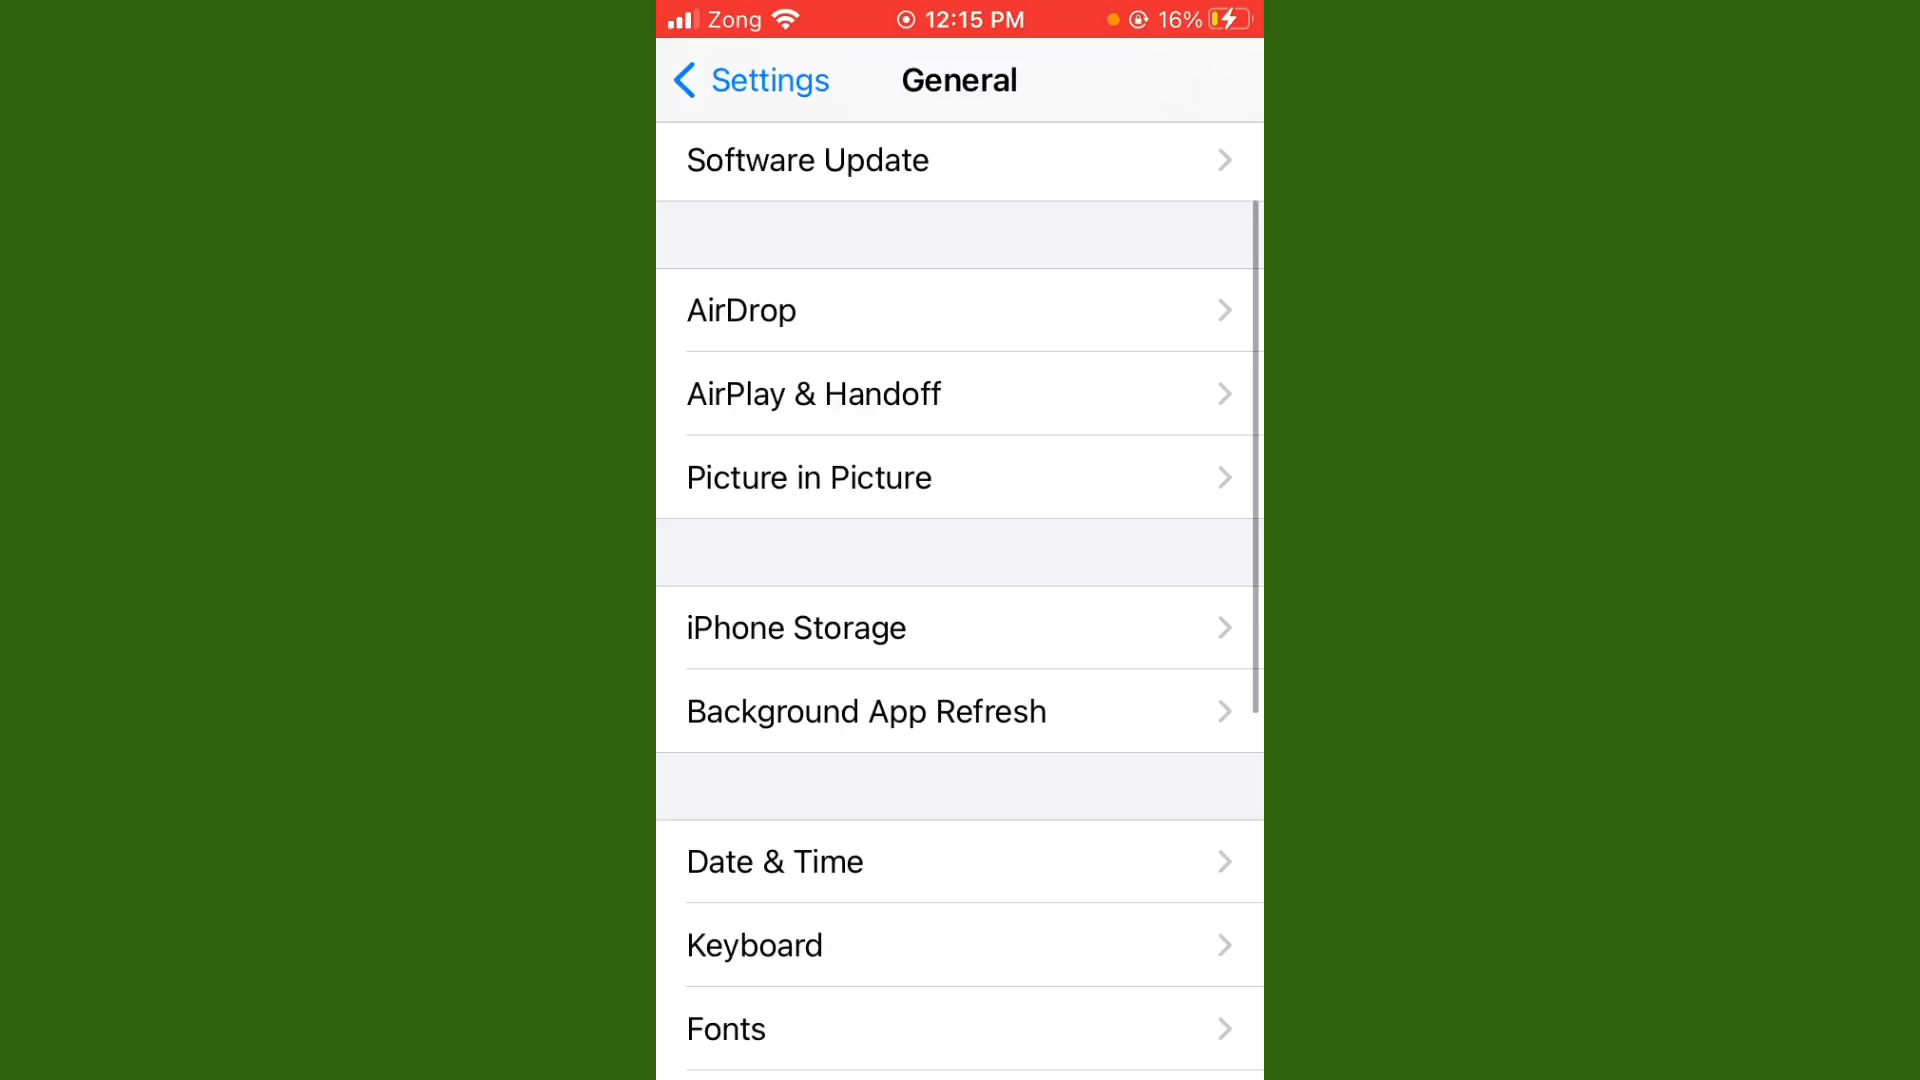 Zong 12:15 PM 16%
Settings General
Software Update
AirDrop
AirPlay & Handoff
Picture in Picture
iPhone Storage
Background App Refresh
Date & Time
Keyboard
Fonts